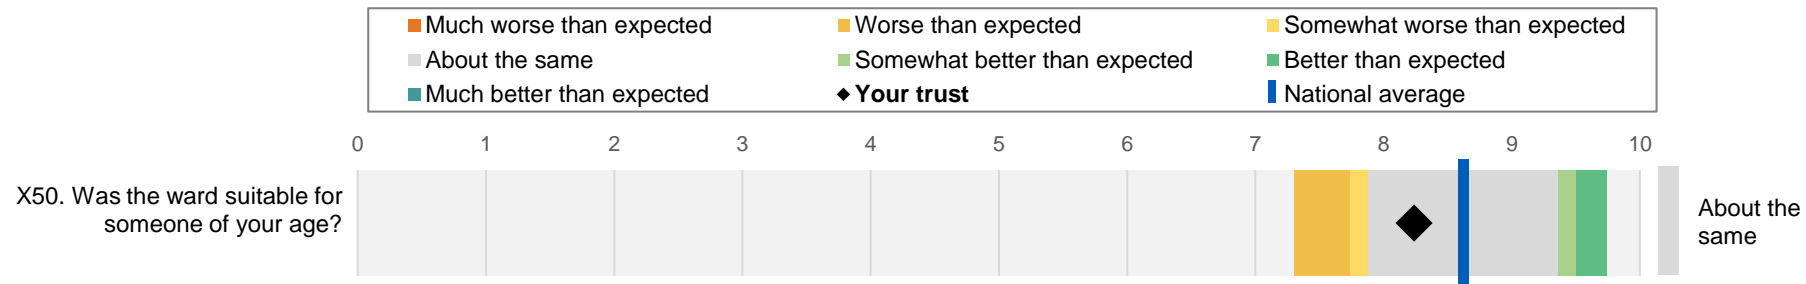 Much worse than expected Worse than expected Somewhat worse than expected
About the same Somewhat better than expected Better than expected
Much better than expected Your trust National average
0 1 2 3 4 5 6 7 8 9 10
X50. Was the ward suitable for
someone of your age?
About the
same